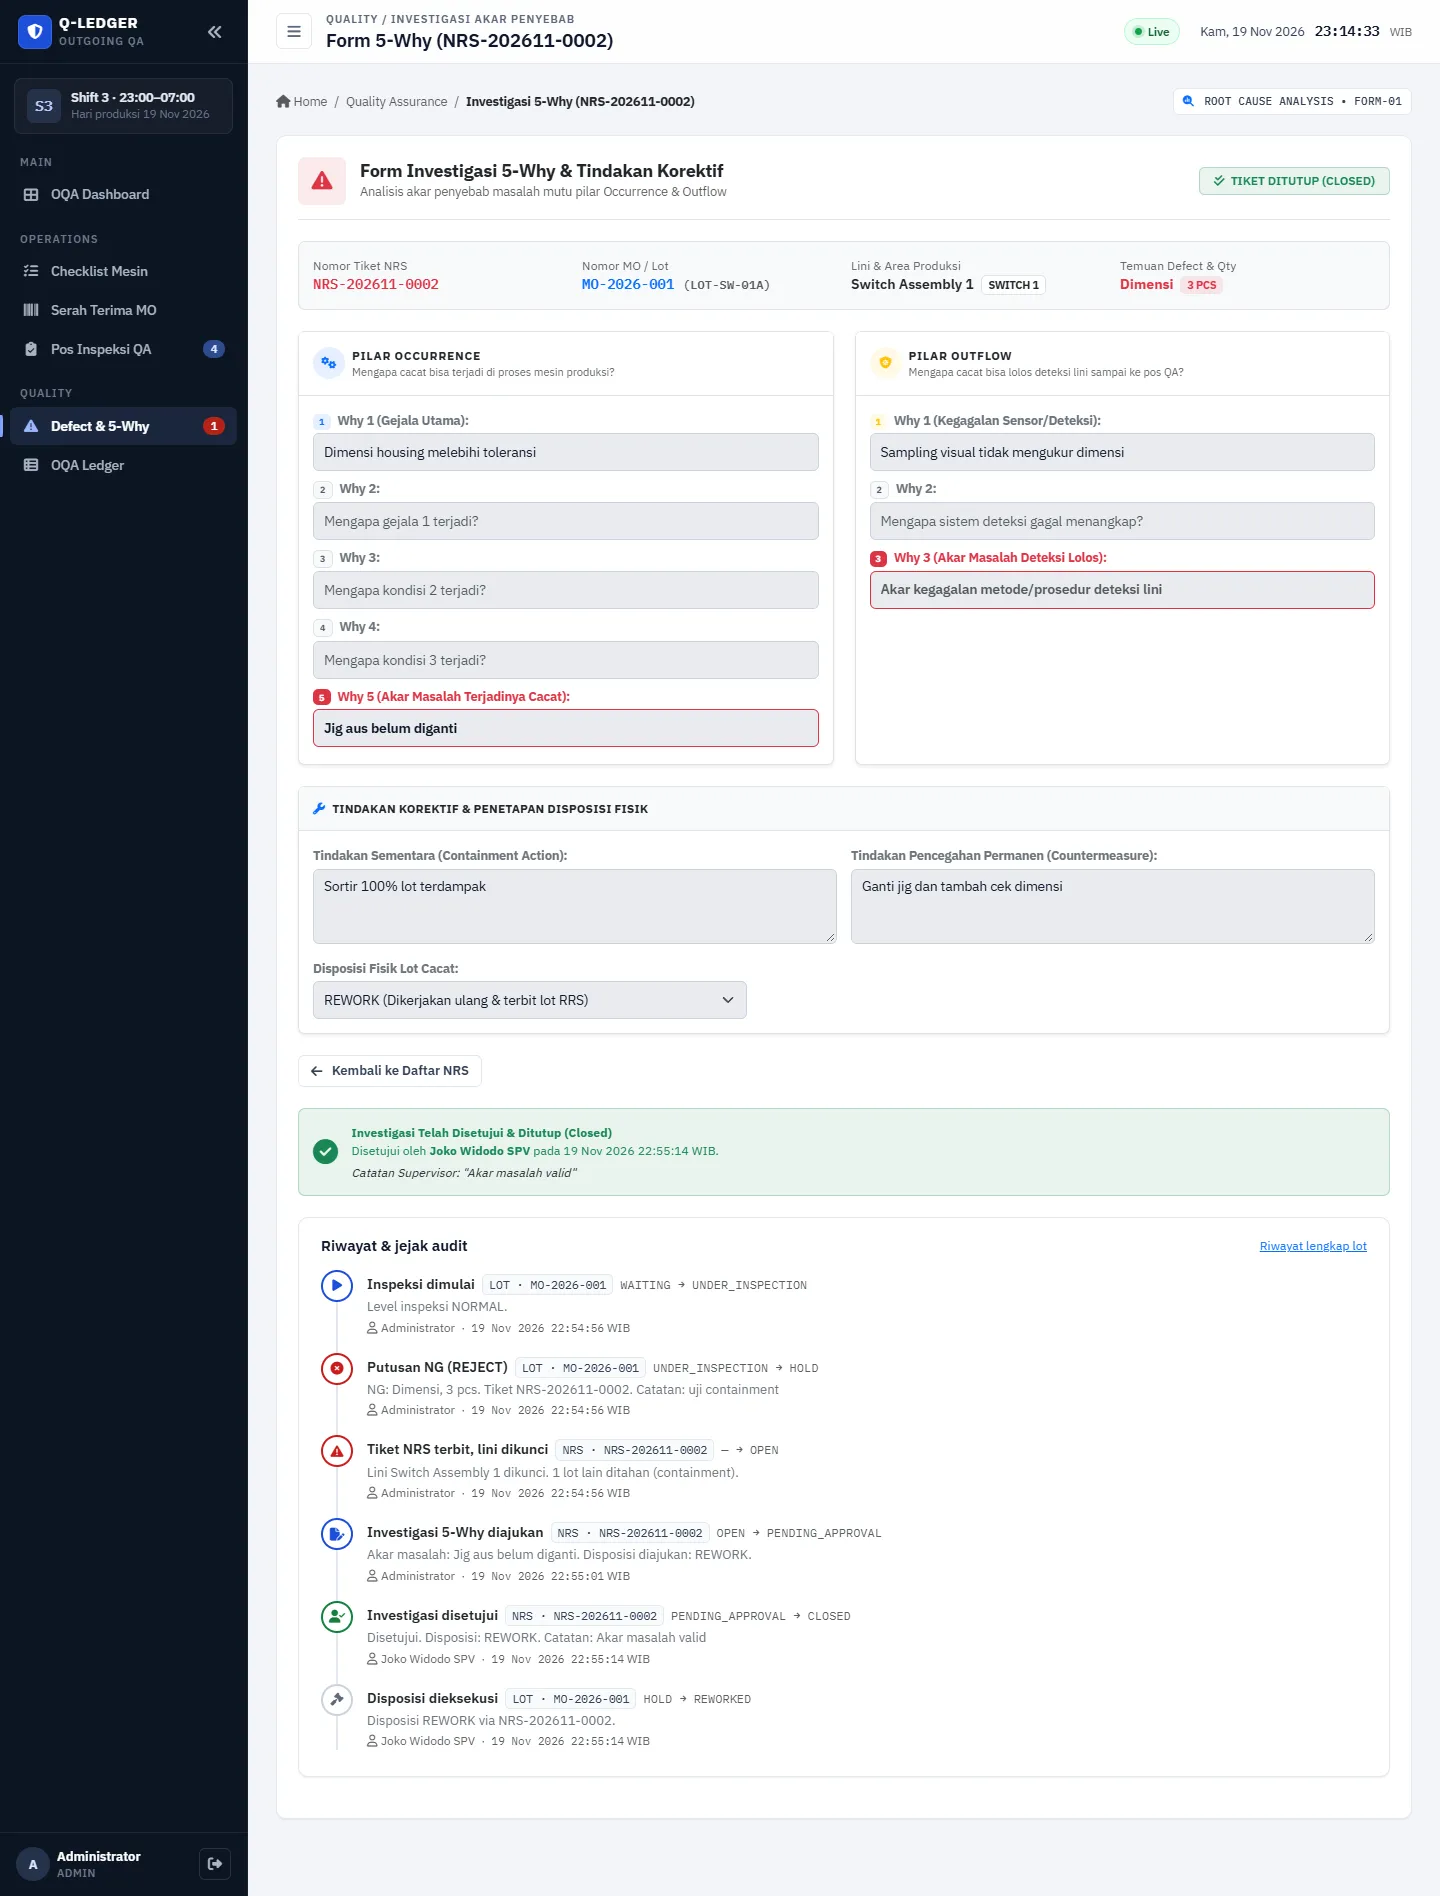 Q-LEDGER
OUTGOING QA
S3
Shift 3 · 23:00–07:00
Hari produksi 19 Nov 2026
MAIN
OQA Dashboard
OPERATIONS
Checklist Mesin
Serah Terima MO
Pos Inspeksi QA 4
QUALITY
Defect & 5-Why 1
OQA Ledger
A
Administrator
ADMIN
QUALITY / INVESTIGASI AKAR PENYEBAB
Form 5-Why (NRS-202611-0002)
Live Kam, 19 Nov 2026 23:14:33 WIB
Home / Quality Assurance / Investigasi 5-Why (NRS-202611-0002)
ROOT CAUSE ANALYSIS • FORM-01
Form Investigasi 5-Why & Tindakan Korektif
Analisis akar penyebab masalah mutu pilar Occurrence & Outflow
TIKET DITUTUP (CLOSED)
Nomor Tiket NRS
NRS-202611-0002
Nomor MO / Lot
MO-2026-001 (LOT-SW-01A)
Lini & Area Produksi
Switch Assembly 1 SWITCH 1
Temuan Defect & Qty
Dimensi 3 PCS
PILAR OCCURRENCE
Mengapa cacat bisa terjadi di proses mesin produksi?
1 Why 1 (Gejala Utama):
Dimensi housing melebihi toleransi
2 Why 2:
Mengapa gejala 1 terjadi?
3 Why 3:
Mengapa kondisi 2 terjadi?
4 Why 4:
Mengapa kondisi 3 terjadi?
5 Why 5 (Akar Masalah Terjadinya Cacat):
Jig aus belum diganti
PILAR OUTFLOW
Mengapa cacat bisa lolos deteksi lini sampai ke pos QA?
1 Why 1 (Kegagalan Sensor/Deteksi):
Sampling visual tidak mengukur dimensi
2 Why 2:
Mengapa sistem deteksi gagal menangkap?
3 Why 3 (Akar Masalah Deteksi Lolos):
Akar kegagalan metode/prosedur deteksi lini
TINDAKAN KOREKTIF & PENETAPAN DISPOSISI FISIK
Tindakan Sementara (Containment Action):
Sortir 100% lot terdampak
Tindakan Pencegahan Permanen (Countermeasure):
Ganti jig dan tambah cek dimensi
Disposisi Fisik Lot Cacat:
REWORK (Dikerjakan ulang & terbit lot RRS)
Kembali ke Daftar NRS
Investigasi Telah Disetujui & Ditutup (Closed)
Disetujui oleh Joko Widodo SPV pada 19 Nov 2026 22:55:14 WIB.
Catatan Supervisor: "Akar masalah valid"
Riwayat & jejak audit
Riwayat lengkap lot
Inspeksi dimulai LOT · MO-2026-001 WAITING → UNDER_INSPECTION
Level inspeksi NORMAL.
Administrator · 19 Nov 2026 22:54:56 WIB
Putusan NG (REJECT) LOT · MO-2026-001 UNDER_INSPECTION → HOLD
NG: Dimensi, 3 pcs. Tiket NRS-202611-0002. Catatan: uji containment
Administrator · 19 Nov 2026 22:54:56 WIB
Tiket NRS terbit, lini dikunci NRS · NRS-202611-0002 — → OPEN
Lini Switch Assembly 1 dikunci. 1 lot lain ditahan (containment).
Administrator · 19 Nov 2026 22:54:56 WIB
Investigasi 5-Why diajukan NRS · NRS-202611-0002 OPEN → PENDING_APPROVAL
Akar masalah: Jig aus belum diganti. Disposisi diajukan: REWORK.
Administrator · 19 Nov 2026 22:55:01 WIB
Investigasi disetujui NRS · NRS-202611-0002 PENDING_APPROVAL → CLOSED
Disetujui. Disposisi: REWORK. Catatan: Akar masalah valid
Joko Widodo SPV · 19 Nov 2026 22:55:14 WIB
Disposisi dieksekusi LOT · MO-2026-001 HOLD → REWORKED
Disposisi REWORK via NRS-202611-0002.
Joko Widodo SPV · 19 Nov 2026 22:55:14 WIB